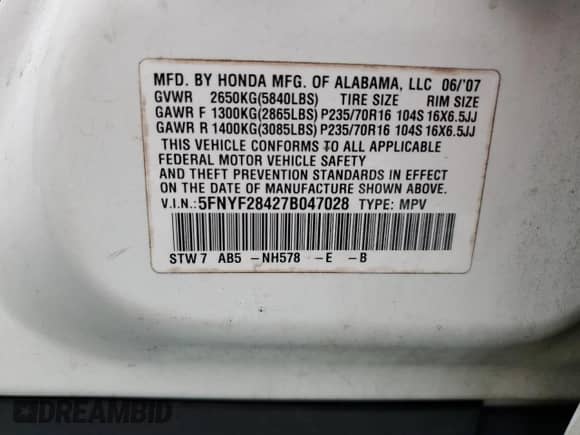 MFD. BY HONDA MFG. OF ALABAMA, LLC 06/'07
GVWR 2650KG(5840LBS) TIRE SIZE RIM SIZE
GAWR F 1300KG(2865LBS) P235/70R16 104S 16X6.5JJ
GAWR R 1400KG(3085LBS) P235/70R16 104S 16X6.5JJ
THIS VEHICLE CONFORMS TO ALL APPLICABLE
FEDERAL MOTOR VEHICLE SAFETY
AND THEFT PREVENTION STANDARDS IN EFFECT
ON THE DATE OF MANUFACTURE SHOWN ABOVE.
V.I.N.: 5FNYF28427B047028 TYPE: MPV
STW7 AB5 -NH578 -E -B
DREAMBID